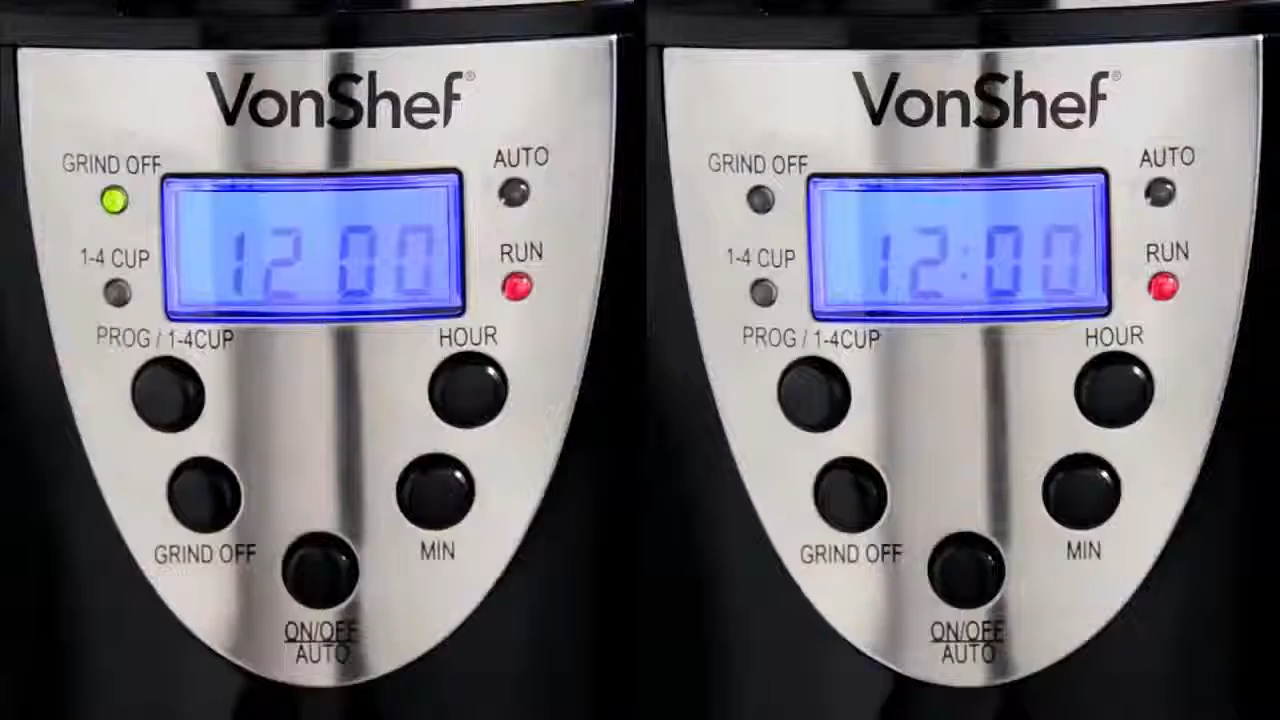 VonShef®
GRIND OFF
AUTO
12 00
1-4 CUP
RUN
PROG / 1-4CUP
HOUR
GRIND OFF
MIN
ON/OFF
AUTO
VonShef®
GRIND OFF
AUTO
12:00
1-4 CUP
RUN
PROG / 1-4CUP
HOUR
GRIND OFF
MIN
ON/OFF
AUTO